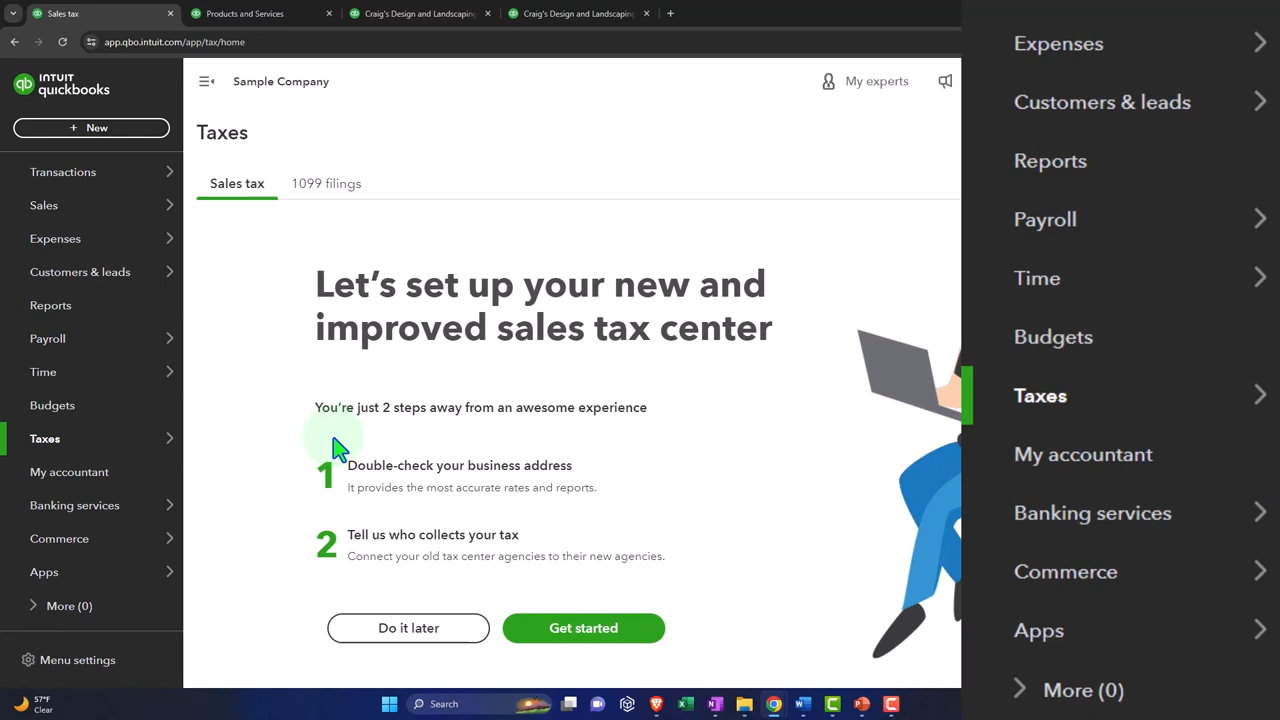 Sales tax
Products and Services
Craig's Design and Landscaping
Craig's Design and Landscaping
app.qbo.intuit.com/app/tax/home
INTUIT
quickbooks
+ New
Transactions
Sales
Expenses
Customers & leads
Reports
Payroll
Time
Budgets
Taxes
My accountant
Banking services
Commerce
Apps
More (0)
Menu settings
Sample Company
My experts
Taxes
Sales tax
1099 filings
Let's set up your new and
improved sales tax center
You're just 2 steps away from an awesome experience
1 Double-check your business address
It provides the most accurate rates and reports.
2 Tell us who collects your tax
Connect your old tax center agencies to their new agencies.
Do it later
Get started
Expenses
Customers & leads
Reports
Payroll
Time
Budgets
Taxes
My accountant
Banking services
Commerce
Apps
More (0)
57°F
Clear
Search